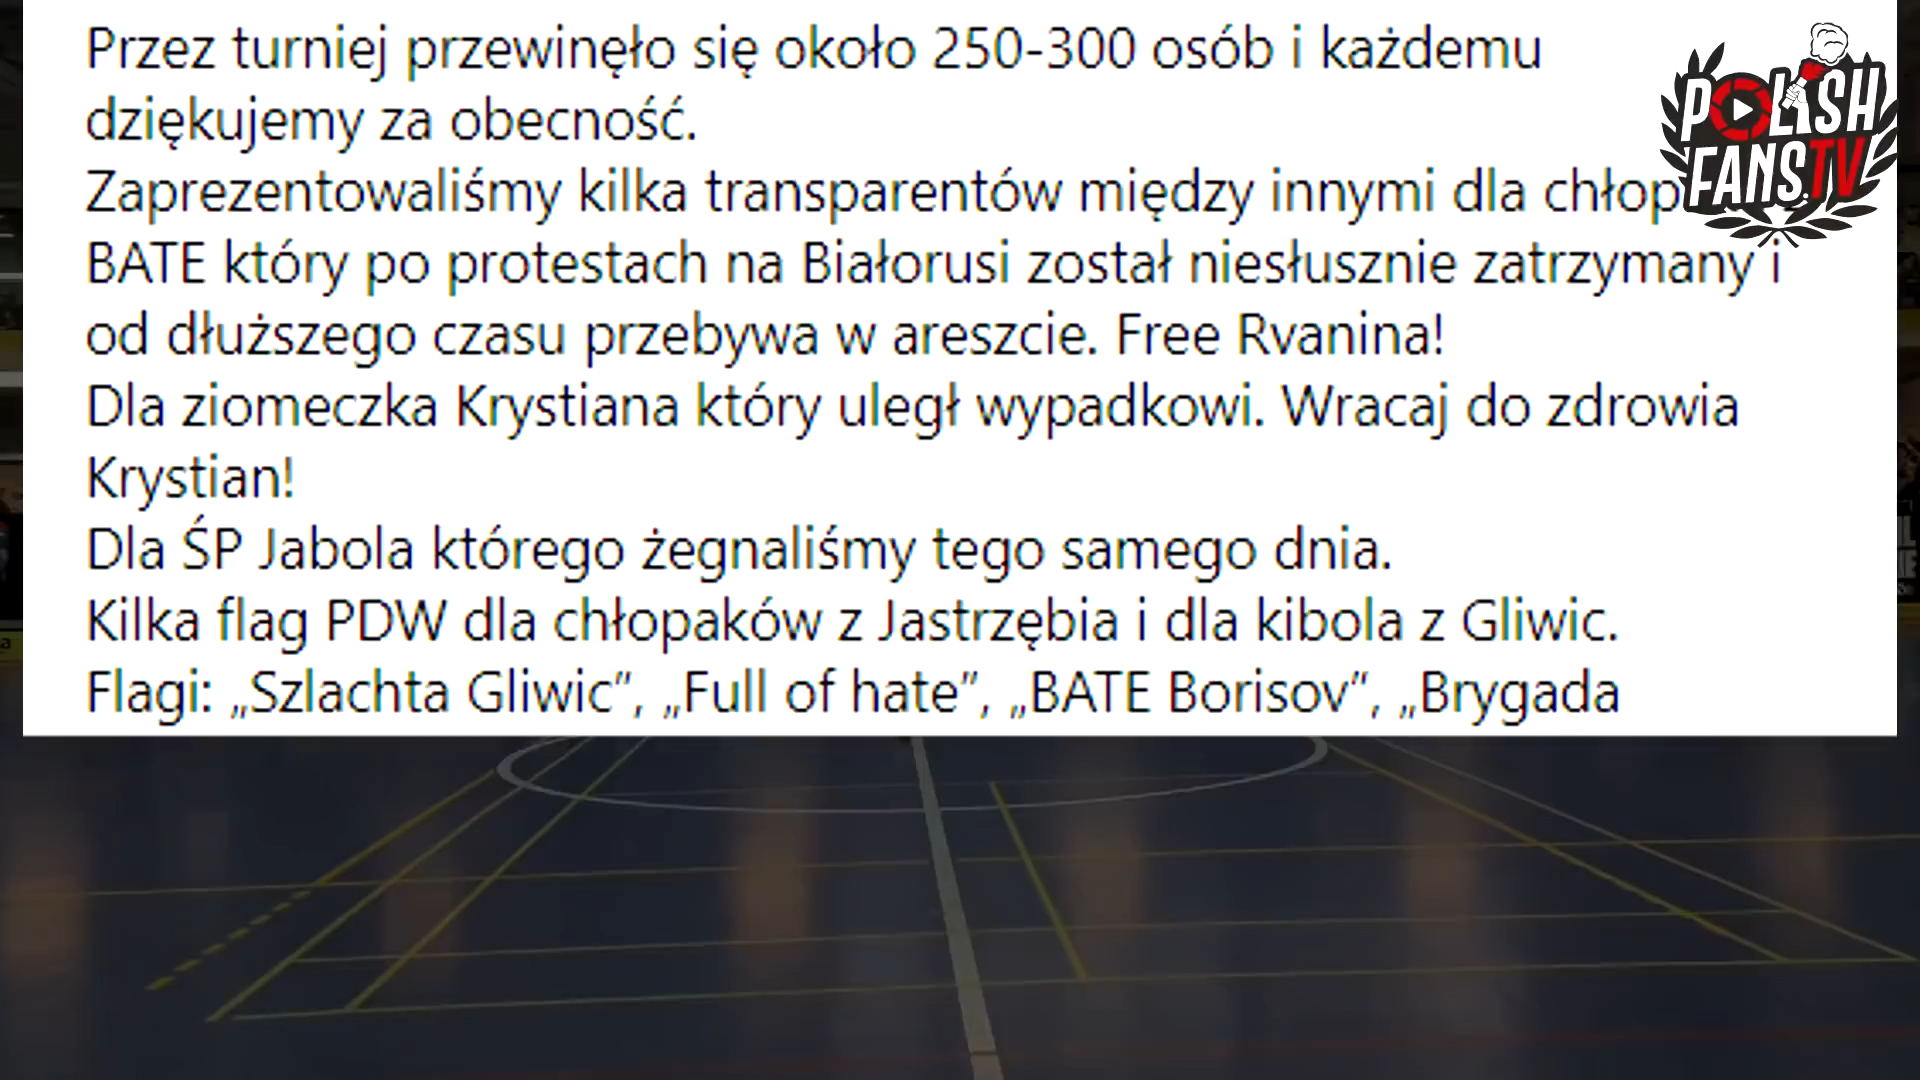 Przez turniej przewinęło się około 250-300 osób i każdemu
dziękujemy za obecność.
Zaprezentowaliśmy kilka transparentów między innymi dla
BATE który po protestach na Białorusi został niesłusznie zatrzymany i
od dłuższego czasu przebywa w areszcie. Free Rvanina!
Dla ziomeczka Krystiana który uległ wypadkowi. Wracaj do zdrowia
Krystian!
Dla ŚP Jabola którego żegnaliśmy tego samego dnia.
Kilka flag PDW dla chłopaków z Jastrzębia i dla kibola z Gliwic.
Flagi: „Szlachta Gliwic”, „Full of hate”, „BATE Borisov”, „Brygada
POLISH
FANS.TV